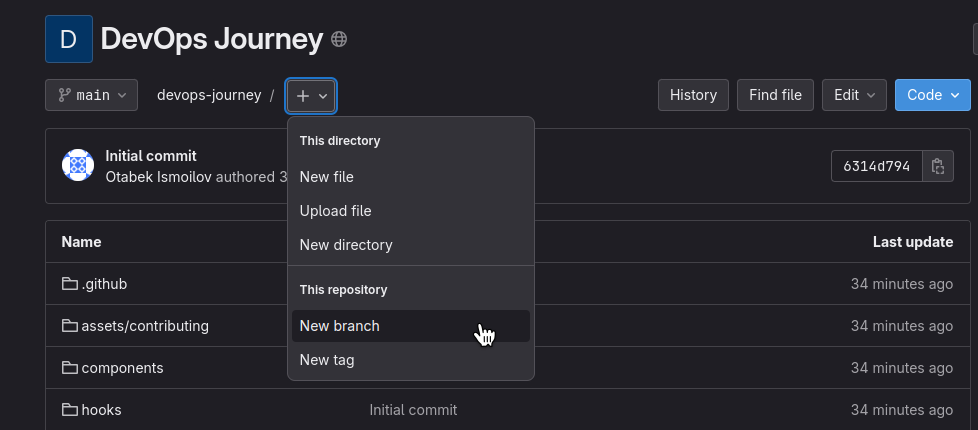 D DevOps Journey
main devops-journey / + History Find file Edit Code
This directory
New file
Upload file
New directory
This repository
New branch
New tag
Initial commit
Otabek Ismoilov authored 3
6314d794
Name Last update
.github 34 minutes ago
assets/contributing 34 minutes ago
components 34 minutes ago
hooks Initial commit 34 minutes ago